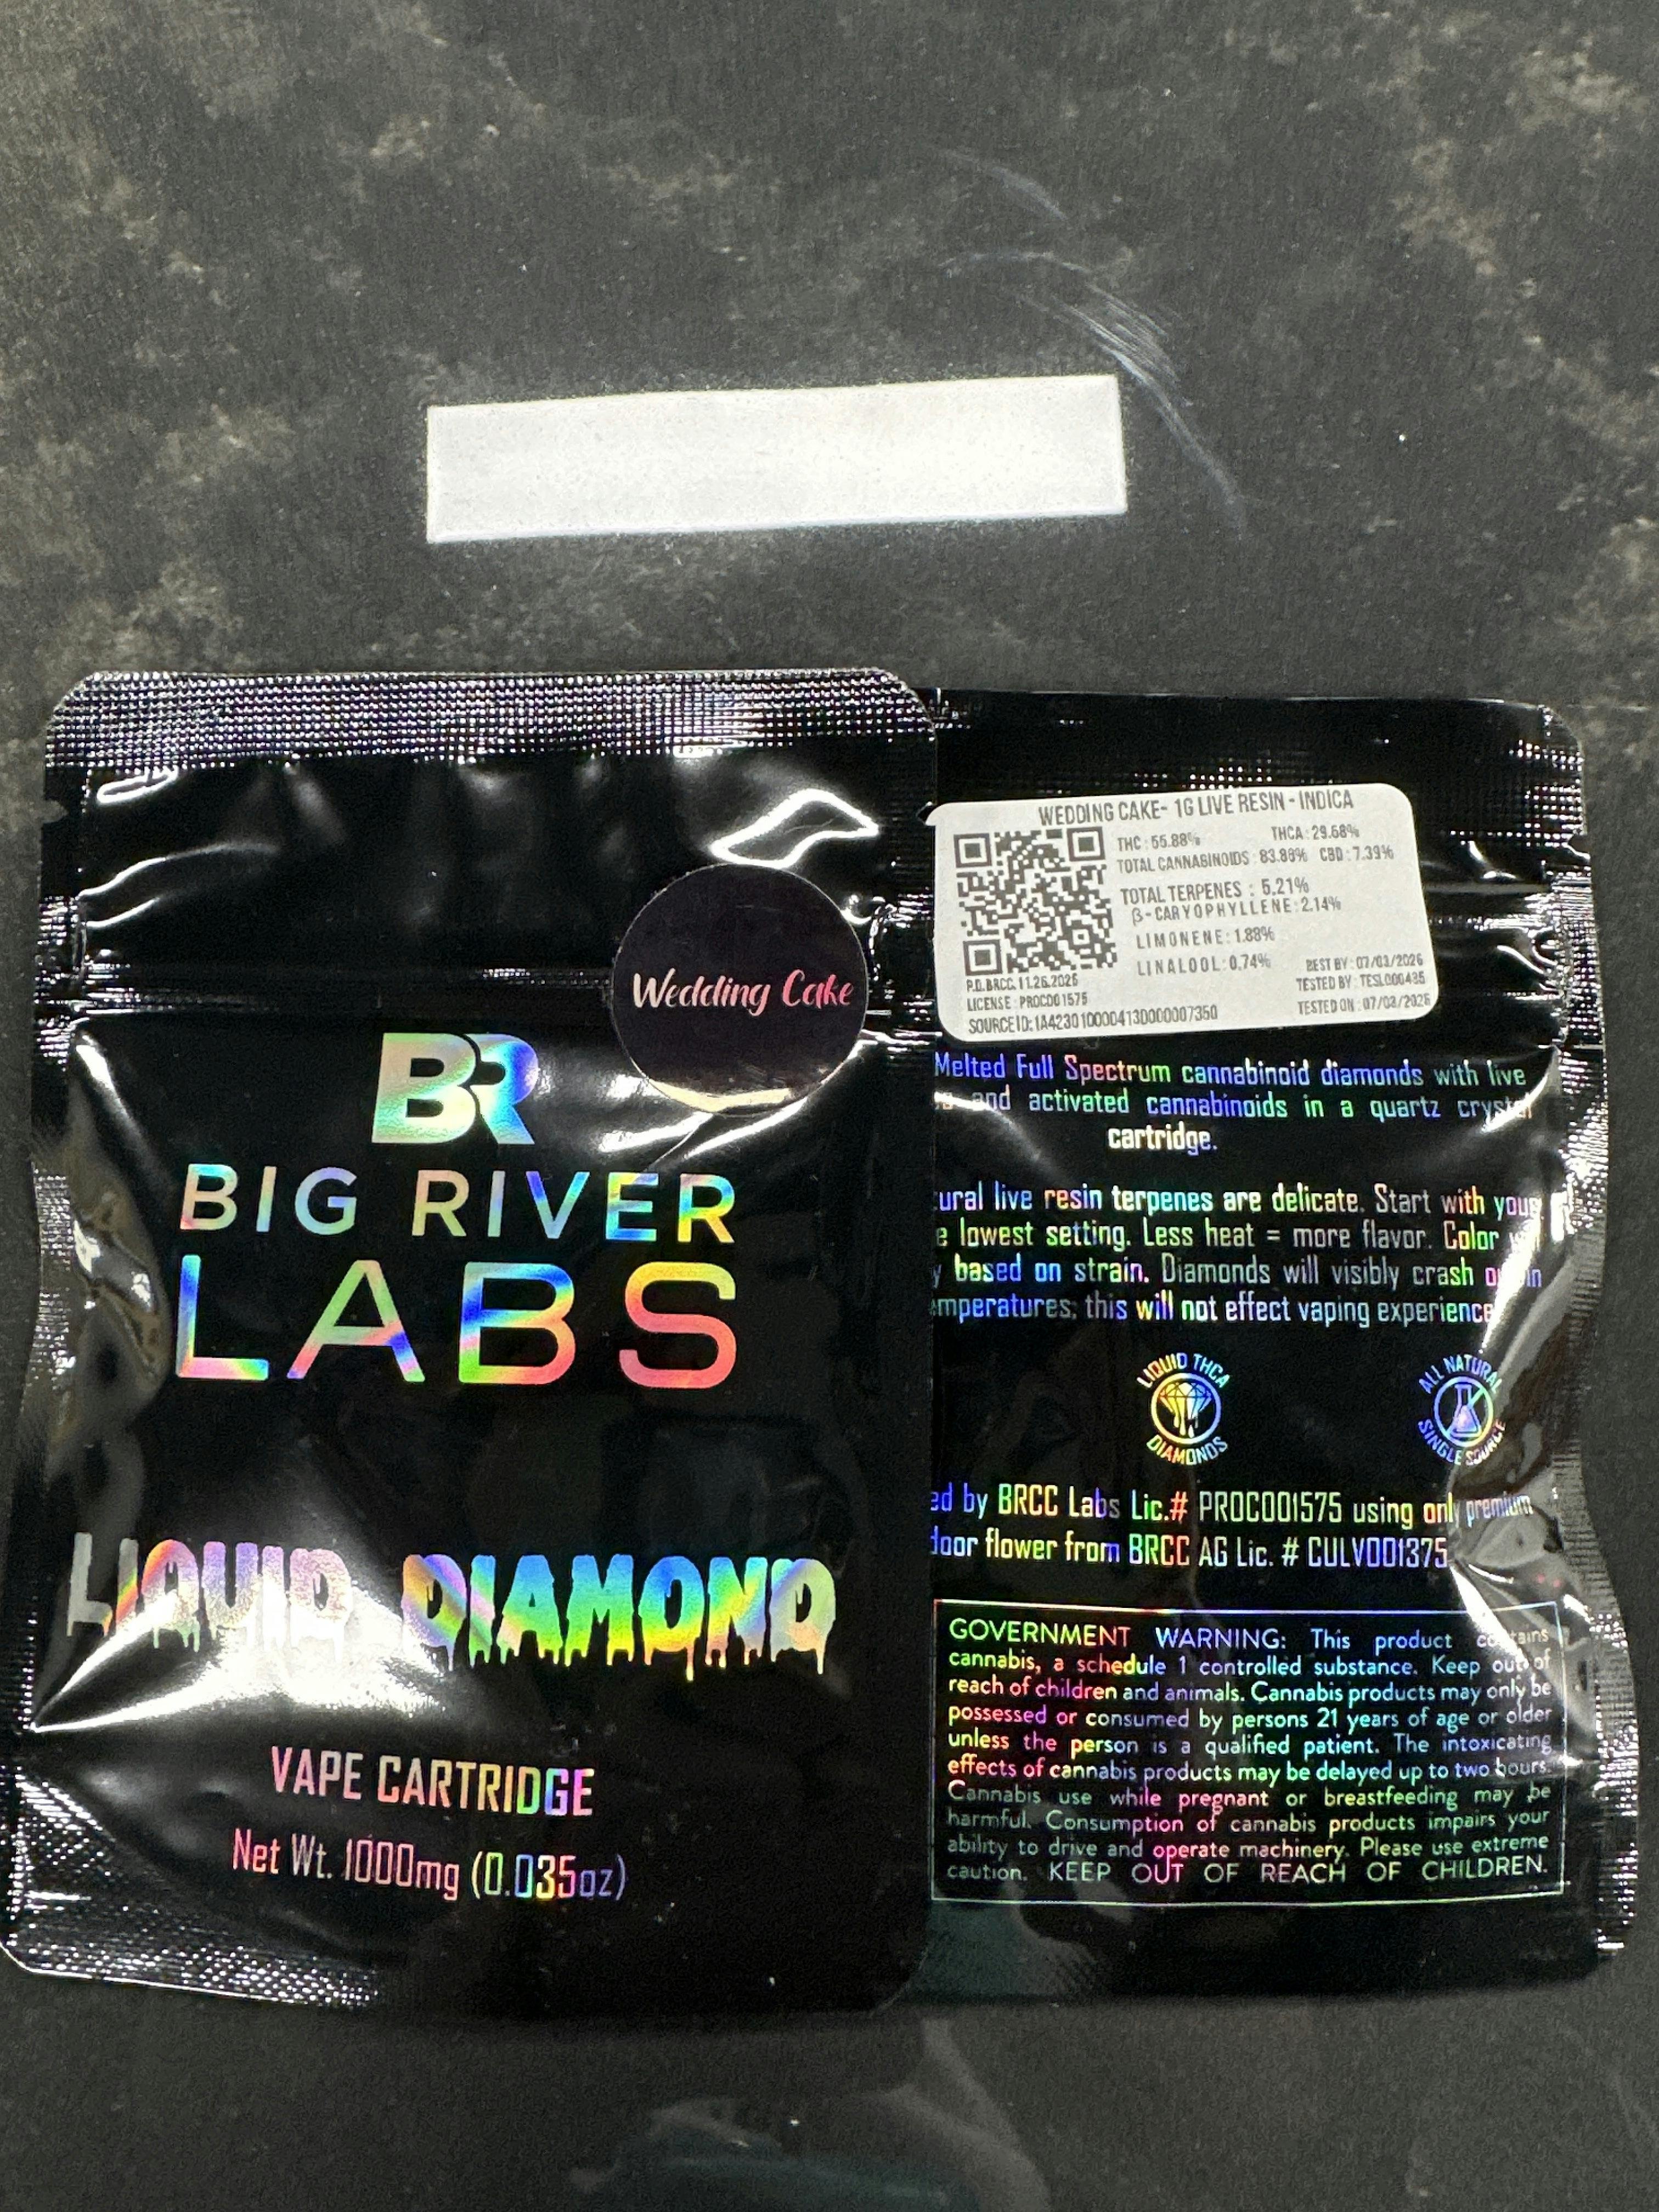 Wedding Cake
BR
BIG RIVER
LABS
LIQUID DIAMOND
VAPE CARTRIDGE
Net Wt. 1000mg (0.035oz)
WEDDING CAKE- 1G LIVE RESIN - INDICA
THC : 55.88% THCA : 29.68%
TOTAL CANNABINOIDS : 83.88% CBD : 7.39%
TOTAL TERPENES : 5.21%
β-CARYOPHYLLENE: 2.14%
LIMONENE: 1.88%
LINALOOL: 0.74%
P.D. BRCC. 11.26.2025
LICENSE : PROC001575
SOURCE ID: 1A4230100004130000007350
BEST BY : 07/03/2026
TESTED BY : TESL000435
TESTED ON : 07/03/2025
Melted Full Spectrum cannabinoid diamonds with live
and activated cannabinoids in a quartz crystal
cartridge.
ural live resin terpenes are delicate. Start with your
e lowest setting. Less heat = more flavor. Color
y based on strain. Diamonds will visibly crash
emperatures; this will not effect vaping experience
LIQUID THCA
DIAMONDS
ALL NATURAL
SINGLE SOURCE
ed by BRCC Labs Lic.# PROC001575 using only premium
door flower from BRCC AG Lic. # CULV001375
GOVERNMENT WARNING: This product contains
cannabis, a schedule 1 controlled substance. Keep out of
reach of children and animals. Cannabis products may only be
possessed or consumed by persons 21 years of age or older
unless the person is a qualified patient. The intoxicating
effects of cannabis products may be delayed up to two hours.
Cannabis use while pregnant or breastfeeding may be
harmful. Consumption of cannabis products impairs your
ability to drive and operate machinery. Please use extreme
caution. KEEP OUT OF REACH OF CHILDREN.